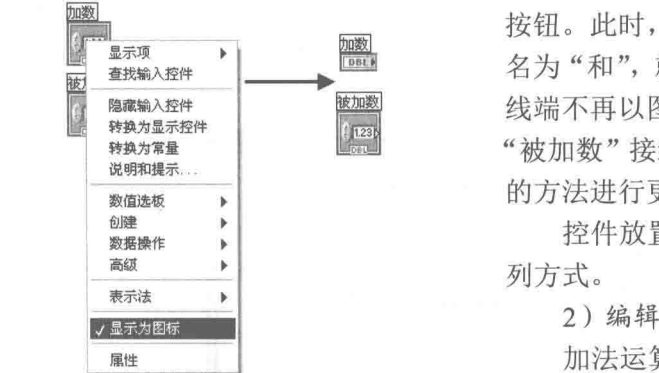 加数
显示项
查找输入控件
隐藏输入控件
转换为显示控件
转换为常量
说明和提示...
数值选板
创建
数据操作
高级
表示法
显示为图标
属性
加数
DBL
被加数
1.23
DBL
按钮。此时，
名为“和”，
线端不再以
“被加数”接
的方法进行
控件放置
列方式。
2）编辑
加法运算